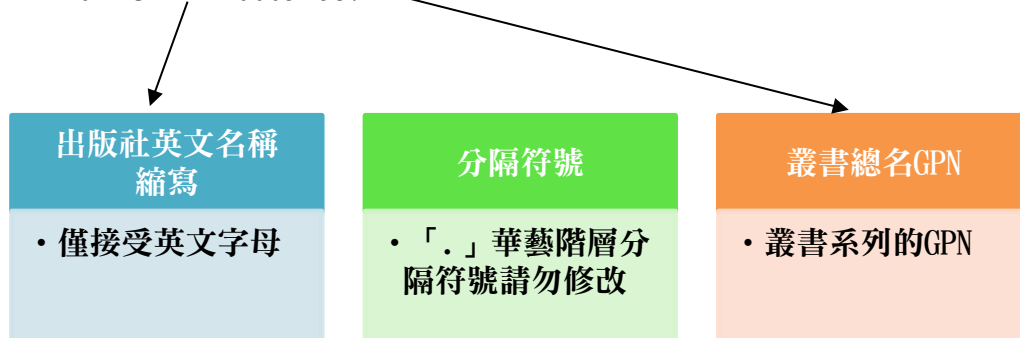 出版社英文名稱
縮寫
・僅接受英文字母
分隔符號
・「.」華藝階層分
隔符號請勿修改
叢書總名GPN
・叢書系列的GPN